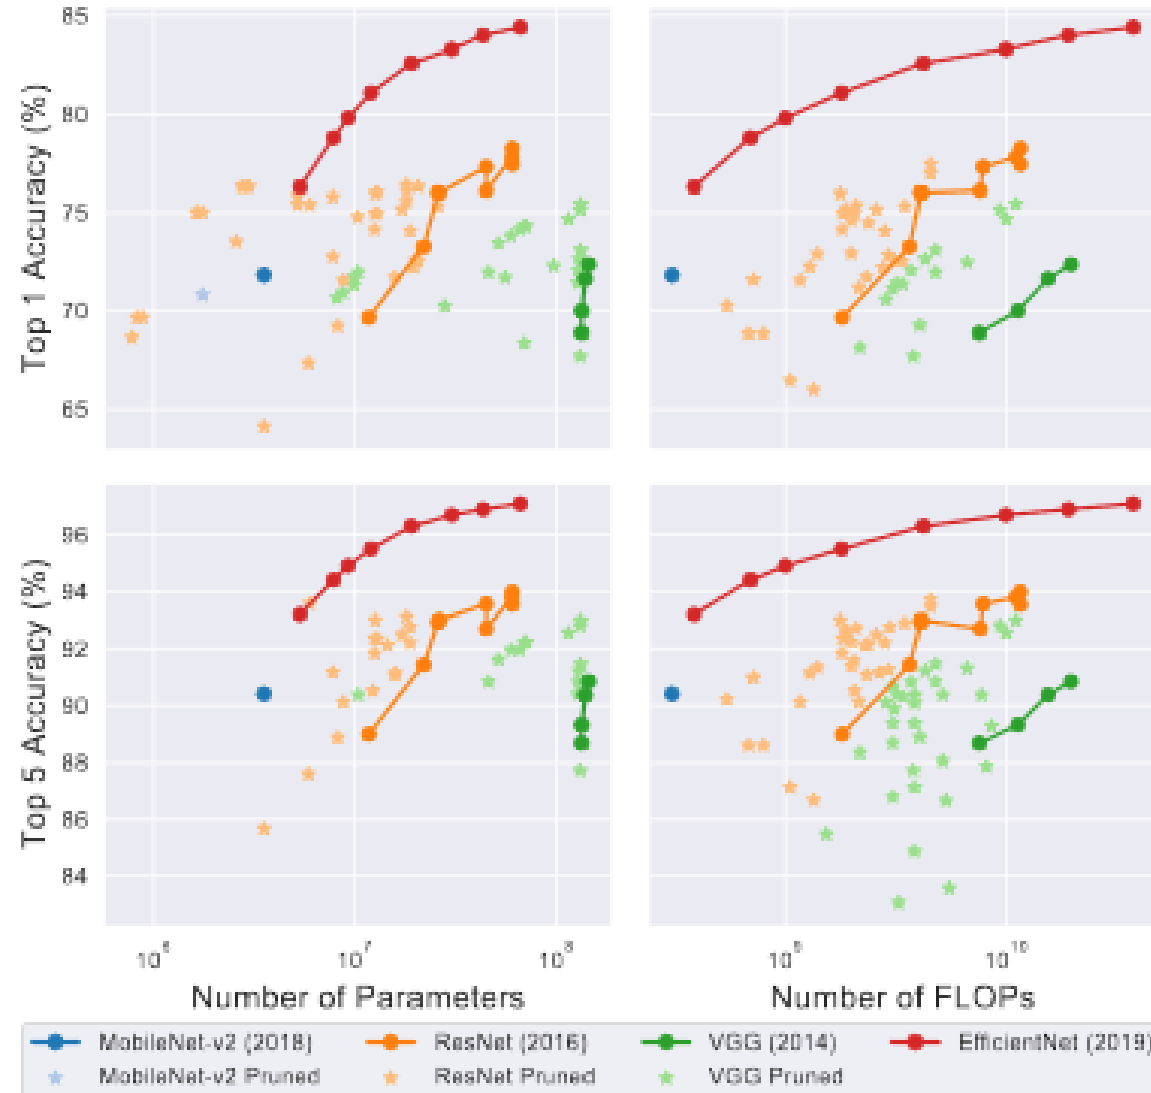 85
80
75
70
65
Top 1 Accuracy (%)
96
94
92
90
88
86
84
Top 5 Accuracy (%)
10⁶ 10⁷ 10⁸
10⁹ 10¹⁰
Number of Parameters
Number of FLOPs
MobileNet-v2 (2018) ResNet (2016) VGG (2014) EfficientNet (2019)
MobileNet-v2 Pruned ResNet Pruned VGG Pruned